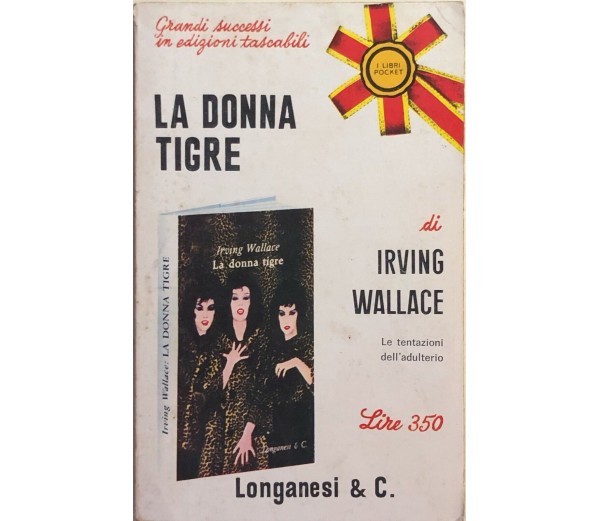 Grandi successi
in edizioni tascabili
I LIBRI
POCKET
LA DONNA
TIGRE
di
IRVING
WALLACE
Le tentazioni
dell'adulterio
Irving Wallace
La donna tigre
Irving Wallace: LA DONNA TIGRE
Longanesi & C.
Lire 350
Longanesi & C.